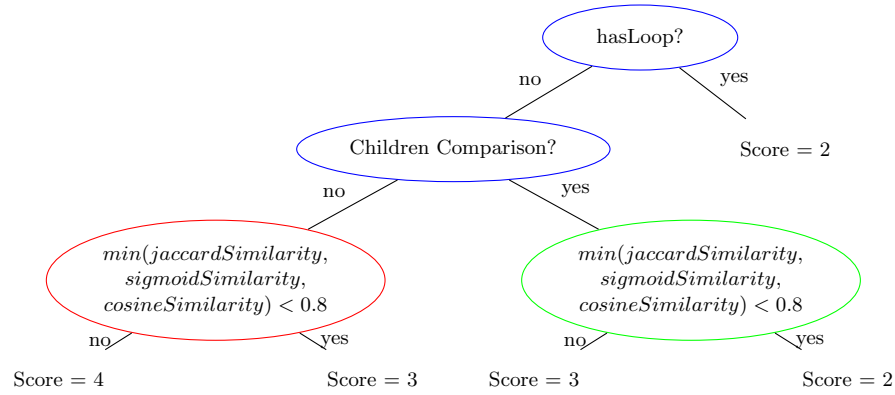 hasLoop?
no
yes
Children Comparison?
Score = 2
no
yes
min(jaccardSimilarity,
sigmoidSimilarity,
cosineSimilarity) < 0.8
min(jaccardSimilarity,
sigmoidSimilarity,
cosineSimilarity) < 0.8
no
yes
no
yes
Score = 4
Score = 3
Score = 3
Score = 2